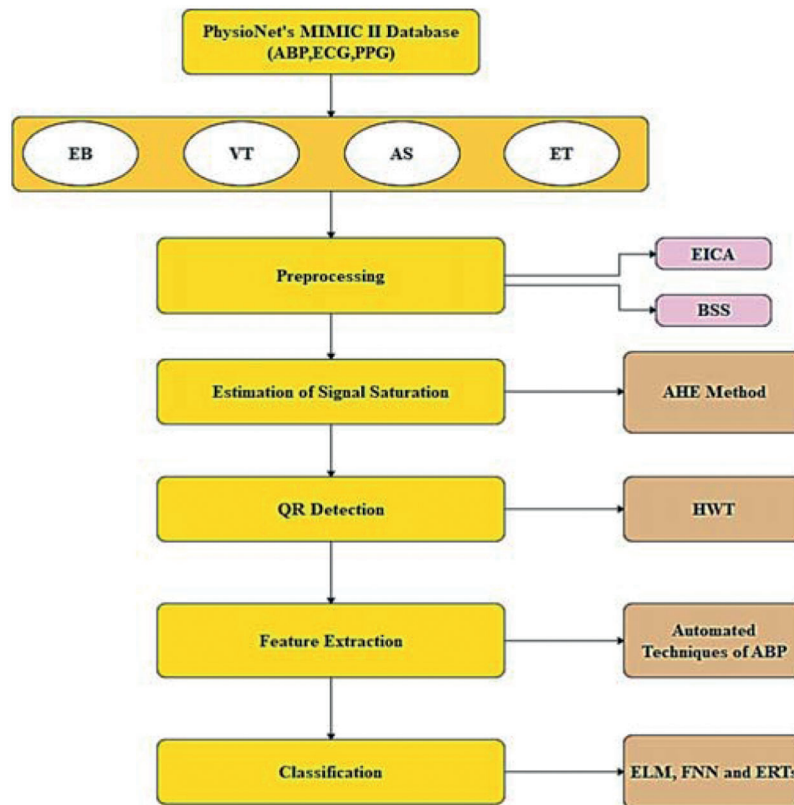 PhysioNet's MIMIC II Database
(ABP,ECG,PPG)
EB
VT
AS
ET
Preprocessing
EICA
BSS
Estimation of Signal Saturation
AHE Method
QR Detection
HWT
Feature Extraction
Automated
Techniques of ABP
Classification
ELM, FNN and ERTs